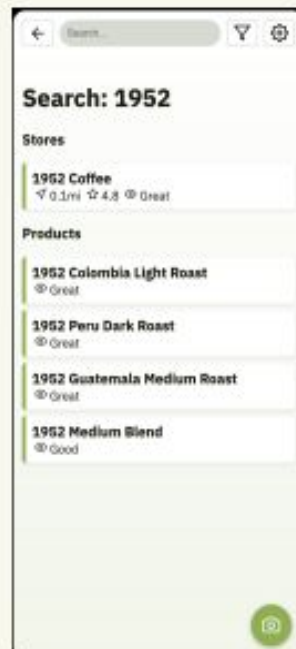 Search...
Search: 1952
Stores
1952 Coffee
0.1mi 4.8 Great
Products
1952 Colombia Light Roast
Great
1952 Peru Dark Roast
Great
1952 Guatemala Medium Roast
Great
1952 Medium Blend
Good